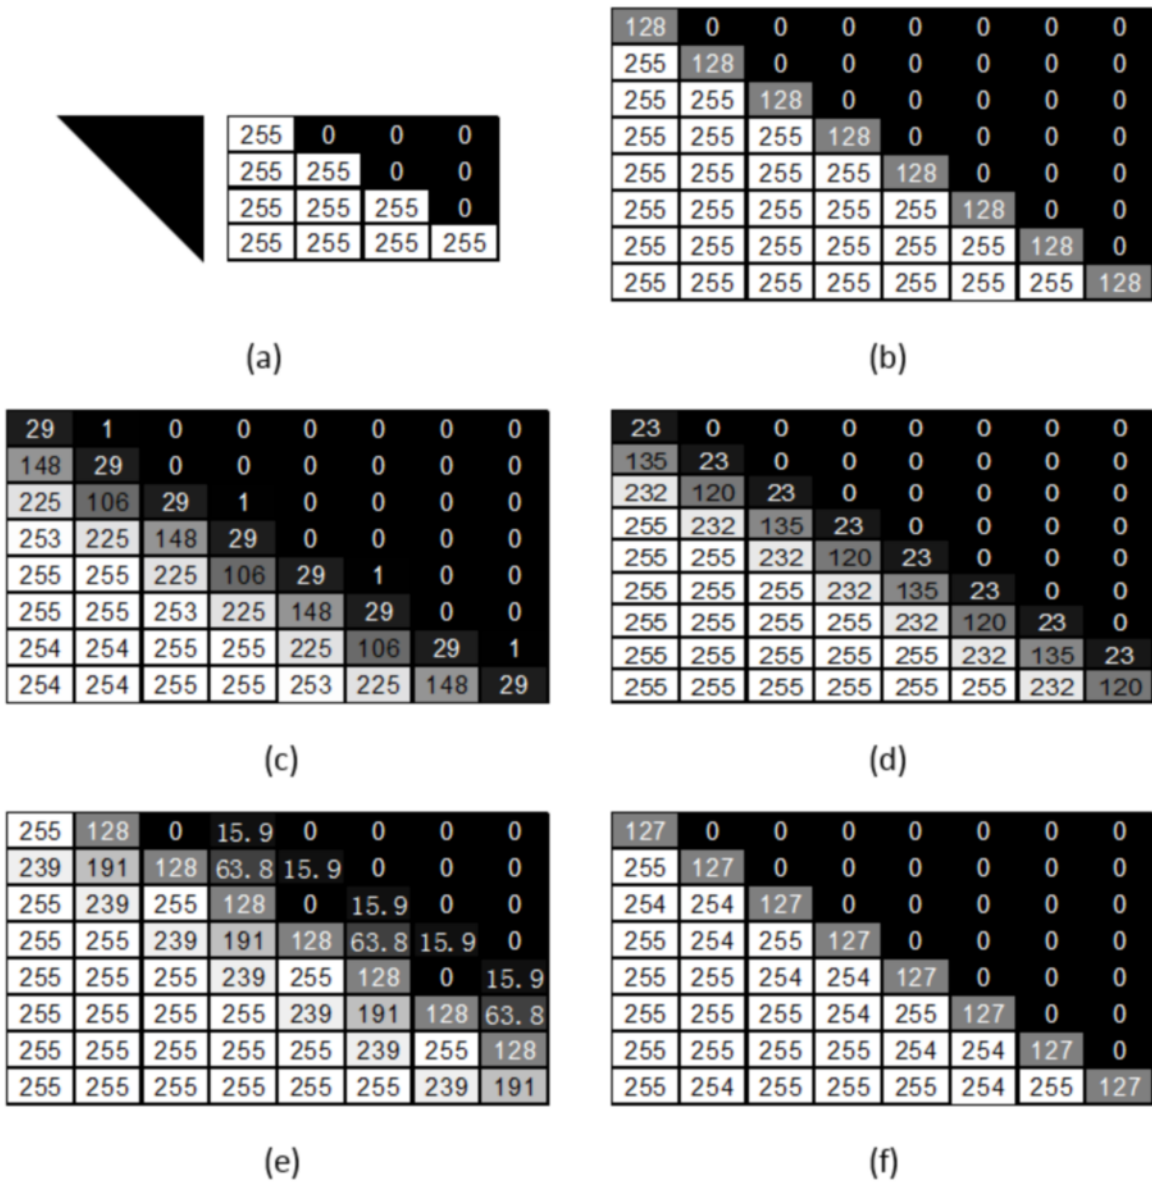 255 0 0 0
255 255 0 0
255 255 255 0
255 255 255 255
(a)
128 0 0 0 0 0 0 0
255 128 0 0 0 0 0 0
255 255 128 0 0 0 0 0
255 255 255 128 0 0 0 0
255 255 255 255 128 0 0 0
255 255 255 255 255 128 0 0
255 255 255 255 255 255 128 0
255 255 255 255 255 255 255 128
(b)
29 1 0 0 0 0 0 0
148 29 0 0 0 0 0 0
225 106 29 1 0 0 0 0
253 225 148 29 0 0 0 0
255 255 225 106 29 1 0 0
255 255 253 225 148 29 0 0
254 254 255 255 225 106 29 1
254 254 255 255 253 225 148 29
(c)
23 0 0 0 0 0 0 0
135 23 0 0 0 0 0 0
232 120 23 0 0 0 0 0
255 232 135 23 0 0 0 0
255 255 232 120 23 0 0 0
255 255 255 232 135 23 0 0
255 255 255 255 232 120 23 0
255 255 255 255 255 232 135 23
255 255 255 255 255 255 232 120
(d)
255 128 0 15.9 0 0 0 0
239 191 128 63.8 15.9 0 0 0
255 239 255 128 0 15.9 0 0
255 255 239 191 128 63.8 15.9 0
255 255 255 239 255 128 0 15.9
255 255 255 255 239 191 128 63.8
255 255 255 255 255 239 255 128
255 255 255 255 255 255 239 191
(e)
127 0 0 0 0 0 0 0
255 127 0 0 0 0 0 0
254 254 127 0 0 0 0 0
255 254 255 127 0 0 0 0
255 255 254 254 127 0 0 0
255 255 255 254 255 127 0 0
255 255 255 255 254 254 127 0
255 254 255 255 255 254 255 127
(f)